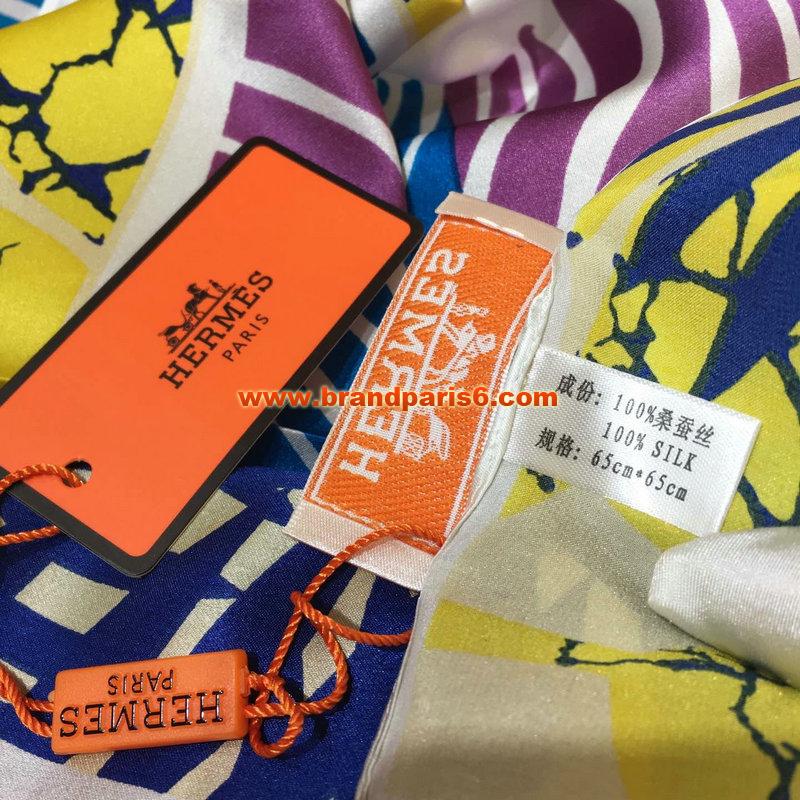 HERMÈS
PARIS
HERMES
www.brandparis6.com
成份: 100%桑蚕丝
100% SILK
规格: 65cm*65cm
HERMES
PARIS